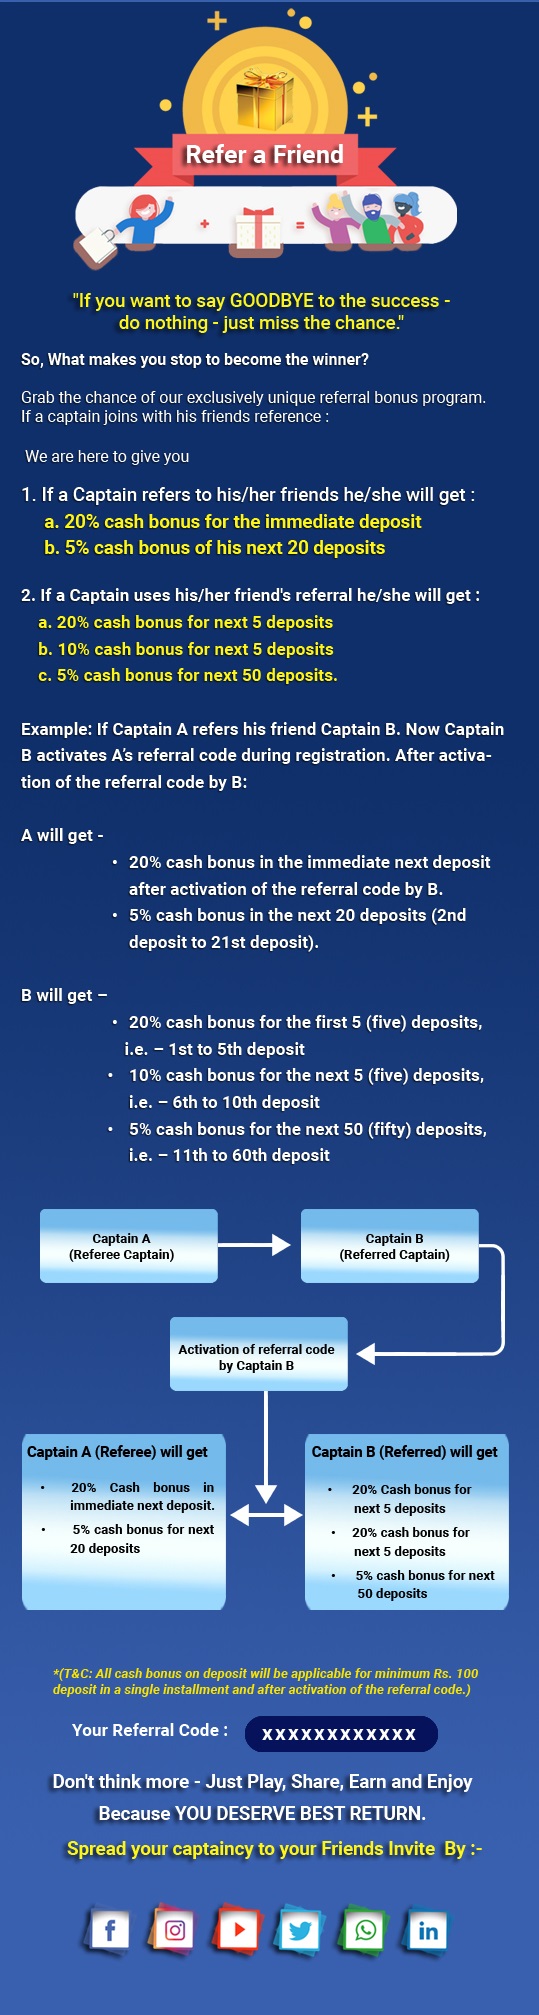 Refer a Friend
"If you want to say GOODBYE to the success -
do nothing - just miss the chance."
So, What makes you stop to become the winner?
Grab the chance of our exclusively unique referral bonus program.
If a captain joins with his friends reference :
We are here to give you
1. If a Captain refers to his/her friends he/she will get :
a. 20% cash bonus for the immediate deposit
b. 5% cash bonus of his next 20 deposits
2. If a Captain uses his/her friend's referral he/she will get :
a. 20% cash bonus for next 5 deposits
b. 10% cash bonus for next 5 deposits
c. 5% cash bonus for next 50 deposits.
Example: If Captain A refers his friend Captain B. Now Captain
B activates A's referral code during registration. After activa-
tion of the referral code by B:
A will get -
• 20% cash bonus in the immediate next deposit
after activation of the referral code by B.
• 5% cash bonus in the next 20 deposits (2nd
deposit to 21st deposit).
B will get –
• 20% cash bonus for the first 5 (five) deposits,
i.e. – 1st to 5th deposit
• 10% cash bonus for the next 5 (five) deposits,
i.e. – 6th to 10th deposit
• 5% cash bonus for the next 50 (fifty) deposits,
i.e. – 11th to 60th deposit
Captain A
(Referee Captain)
Captain B
(Referred Captain)
Activation of referral code
by Captain B
Captain A (Referee) will get
• 20% Cash bonus in
immediate next deposit.
• 5% cash bonus for next
20 deposits
Captain B (Referred) will get
• 20% Cash bonus for
next 5 deposits
• 20% cash bonus for
next 5 deposits
• 5% cash bonus for next
50 deposits
*(T&C: All cash bonus on deposit will be applicable for minimum Rs. 100
deposit in a single installment and after activation of the referral code.)
Your Referral Code : XXXXXXXXXXXX
Don't think more - Just Play, Share, Earn and Enjoy
Because YOU DESERVE BEST RETURN.
Spread your captaincy to your Friends Invite By :-